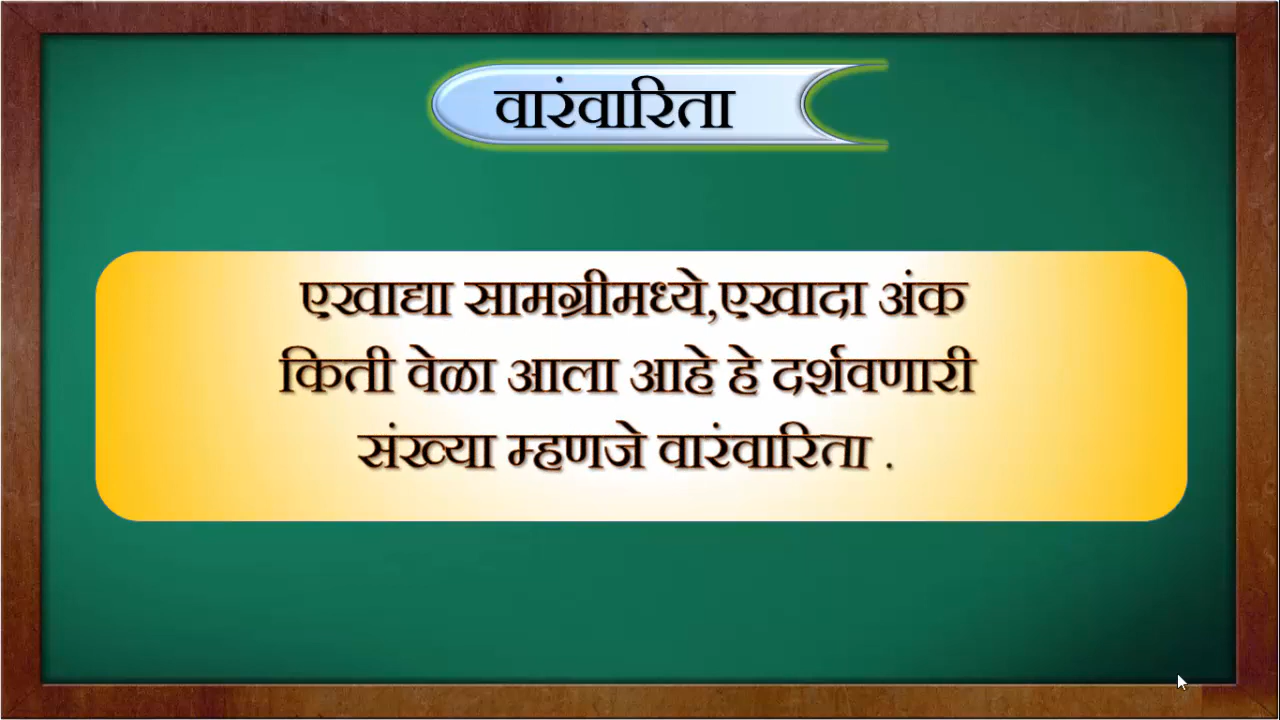 वारंवारिता
एखाद्या सामग्रीमध्ये,एखादा अंक
किती वेळा आला आहे हे दर्शवणारी
संख्या म्हणजे वारंवारिता .